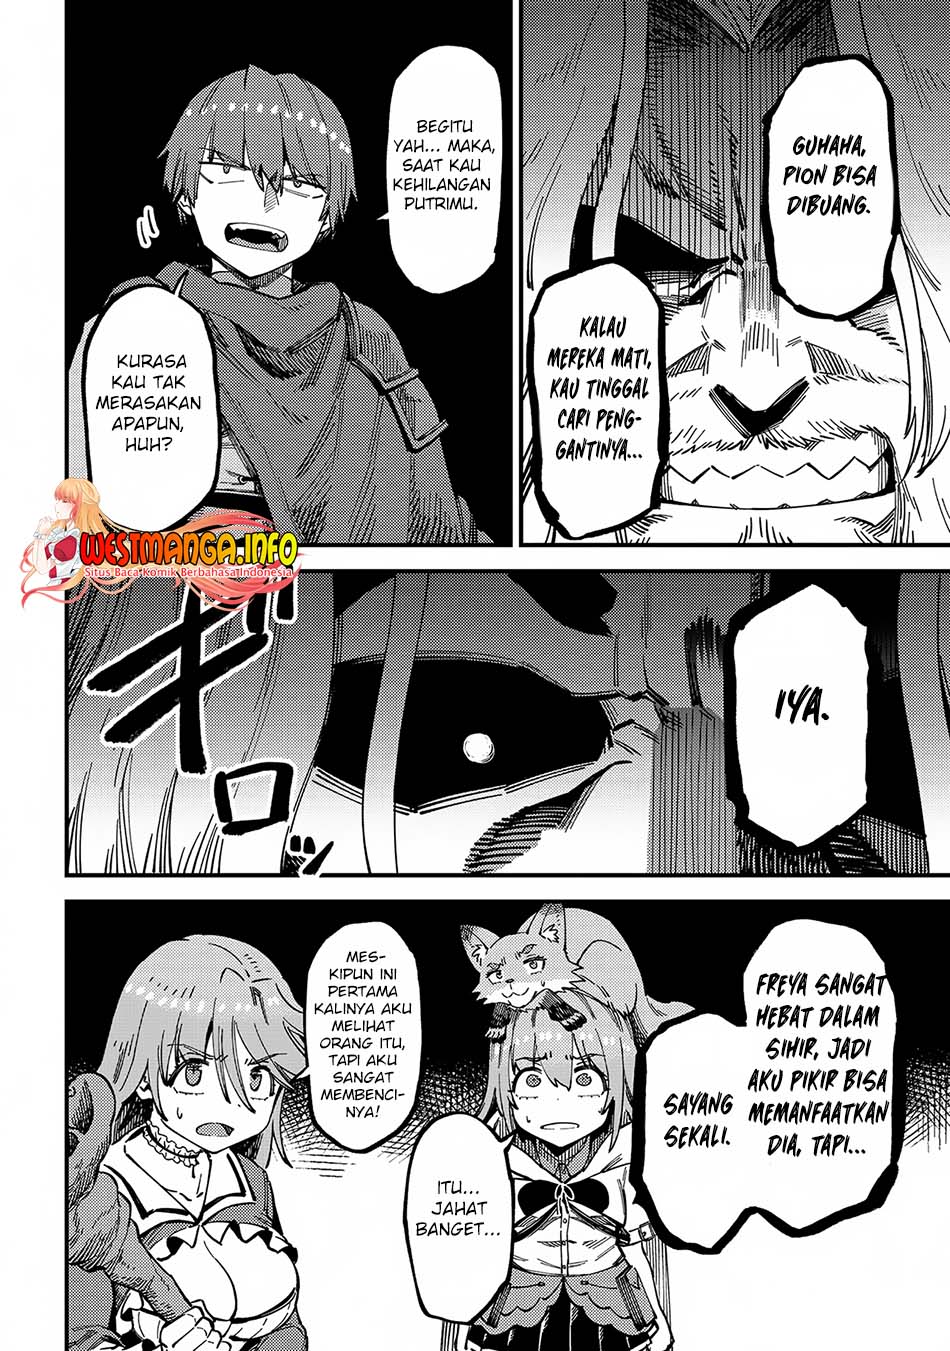 GUHAHA,
PION BISA
DIBUANG.
KALAU
MEREKA MATI,
KAU TINGGAL
CARI PENG-
GANTINYA...
BEGITU
YAH... MAKA,
SAAT KAU
KEHILANGAN
PUTRIMU.
KURASA
KAU TAK
MERASAKAN
APAPUN,
HUH?
WESTMANGA.INFO
Situs Baca Komik Berbahasa Indonesia
IYA.
ギロ
FREYA SANGAT
HEBAT DALAM
SIHIR, JADI
AKU PIKIR BISA
MEMANFAATKAN
DIA, TAPI...
SAYANG
SEKALI.
ITU...
JAHAT
BANGET...
MES-
KIPUN INI
PERTAMA
KALINYA AKU
MELIHAT
ORANG ITU,
TAPI AKU
SANGAT
MEMBENCI-
NYA!